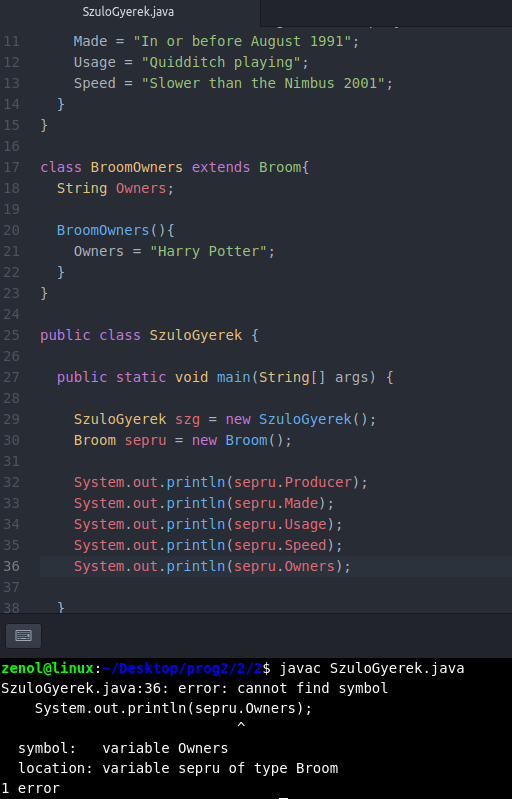 SzuloGyerek.java
11 Made = "In or before August 1991";
12 Usage = "Quidditch playing";
13 Speed = "Slower than the Nimbus 2001";
14 }
15 }
16
17 class BroomOwners extends Broom{
18 String Owners;
19
20 BroomOwners(){
21 Owners = "Harry Potter";
22 }
23 }
24
25 public class SzuloGyerek {
26
27 public static void main(String[] args) {
28
29 SzuloGyerek szg = new SzuloGyerek();
30 Broom sepru = new Broom();
31
32 System.out.println(sepru.Producer);
33 System.out.println(sepru.Made);
34 System.out.println(sepru.Usage);
35 System.out.println(sepru.Speed);
36 System.out.println(sepru.Owners);
37
38 }
zenol@linux:~/Desktop/prog2/2/2$ javac SzuloGyerek.java
SzuloGyerek.java:36: error: cannot find symbol
System.out.println(sepru.Owners);
^
symbol: variable Owners
location: variable sepru of type Broom
1 error